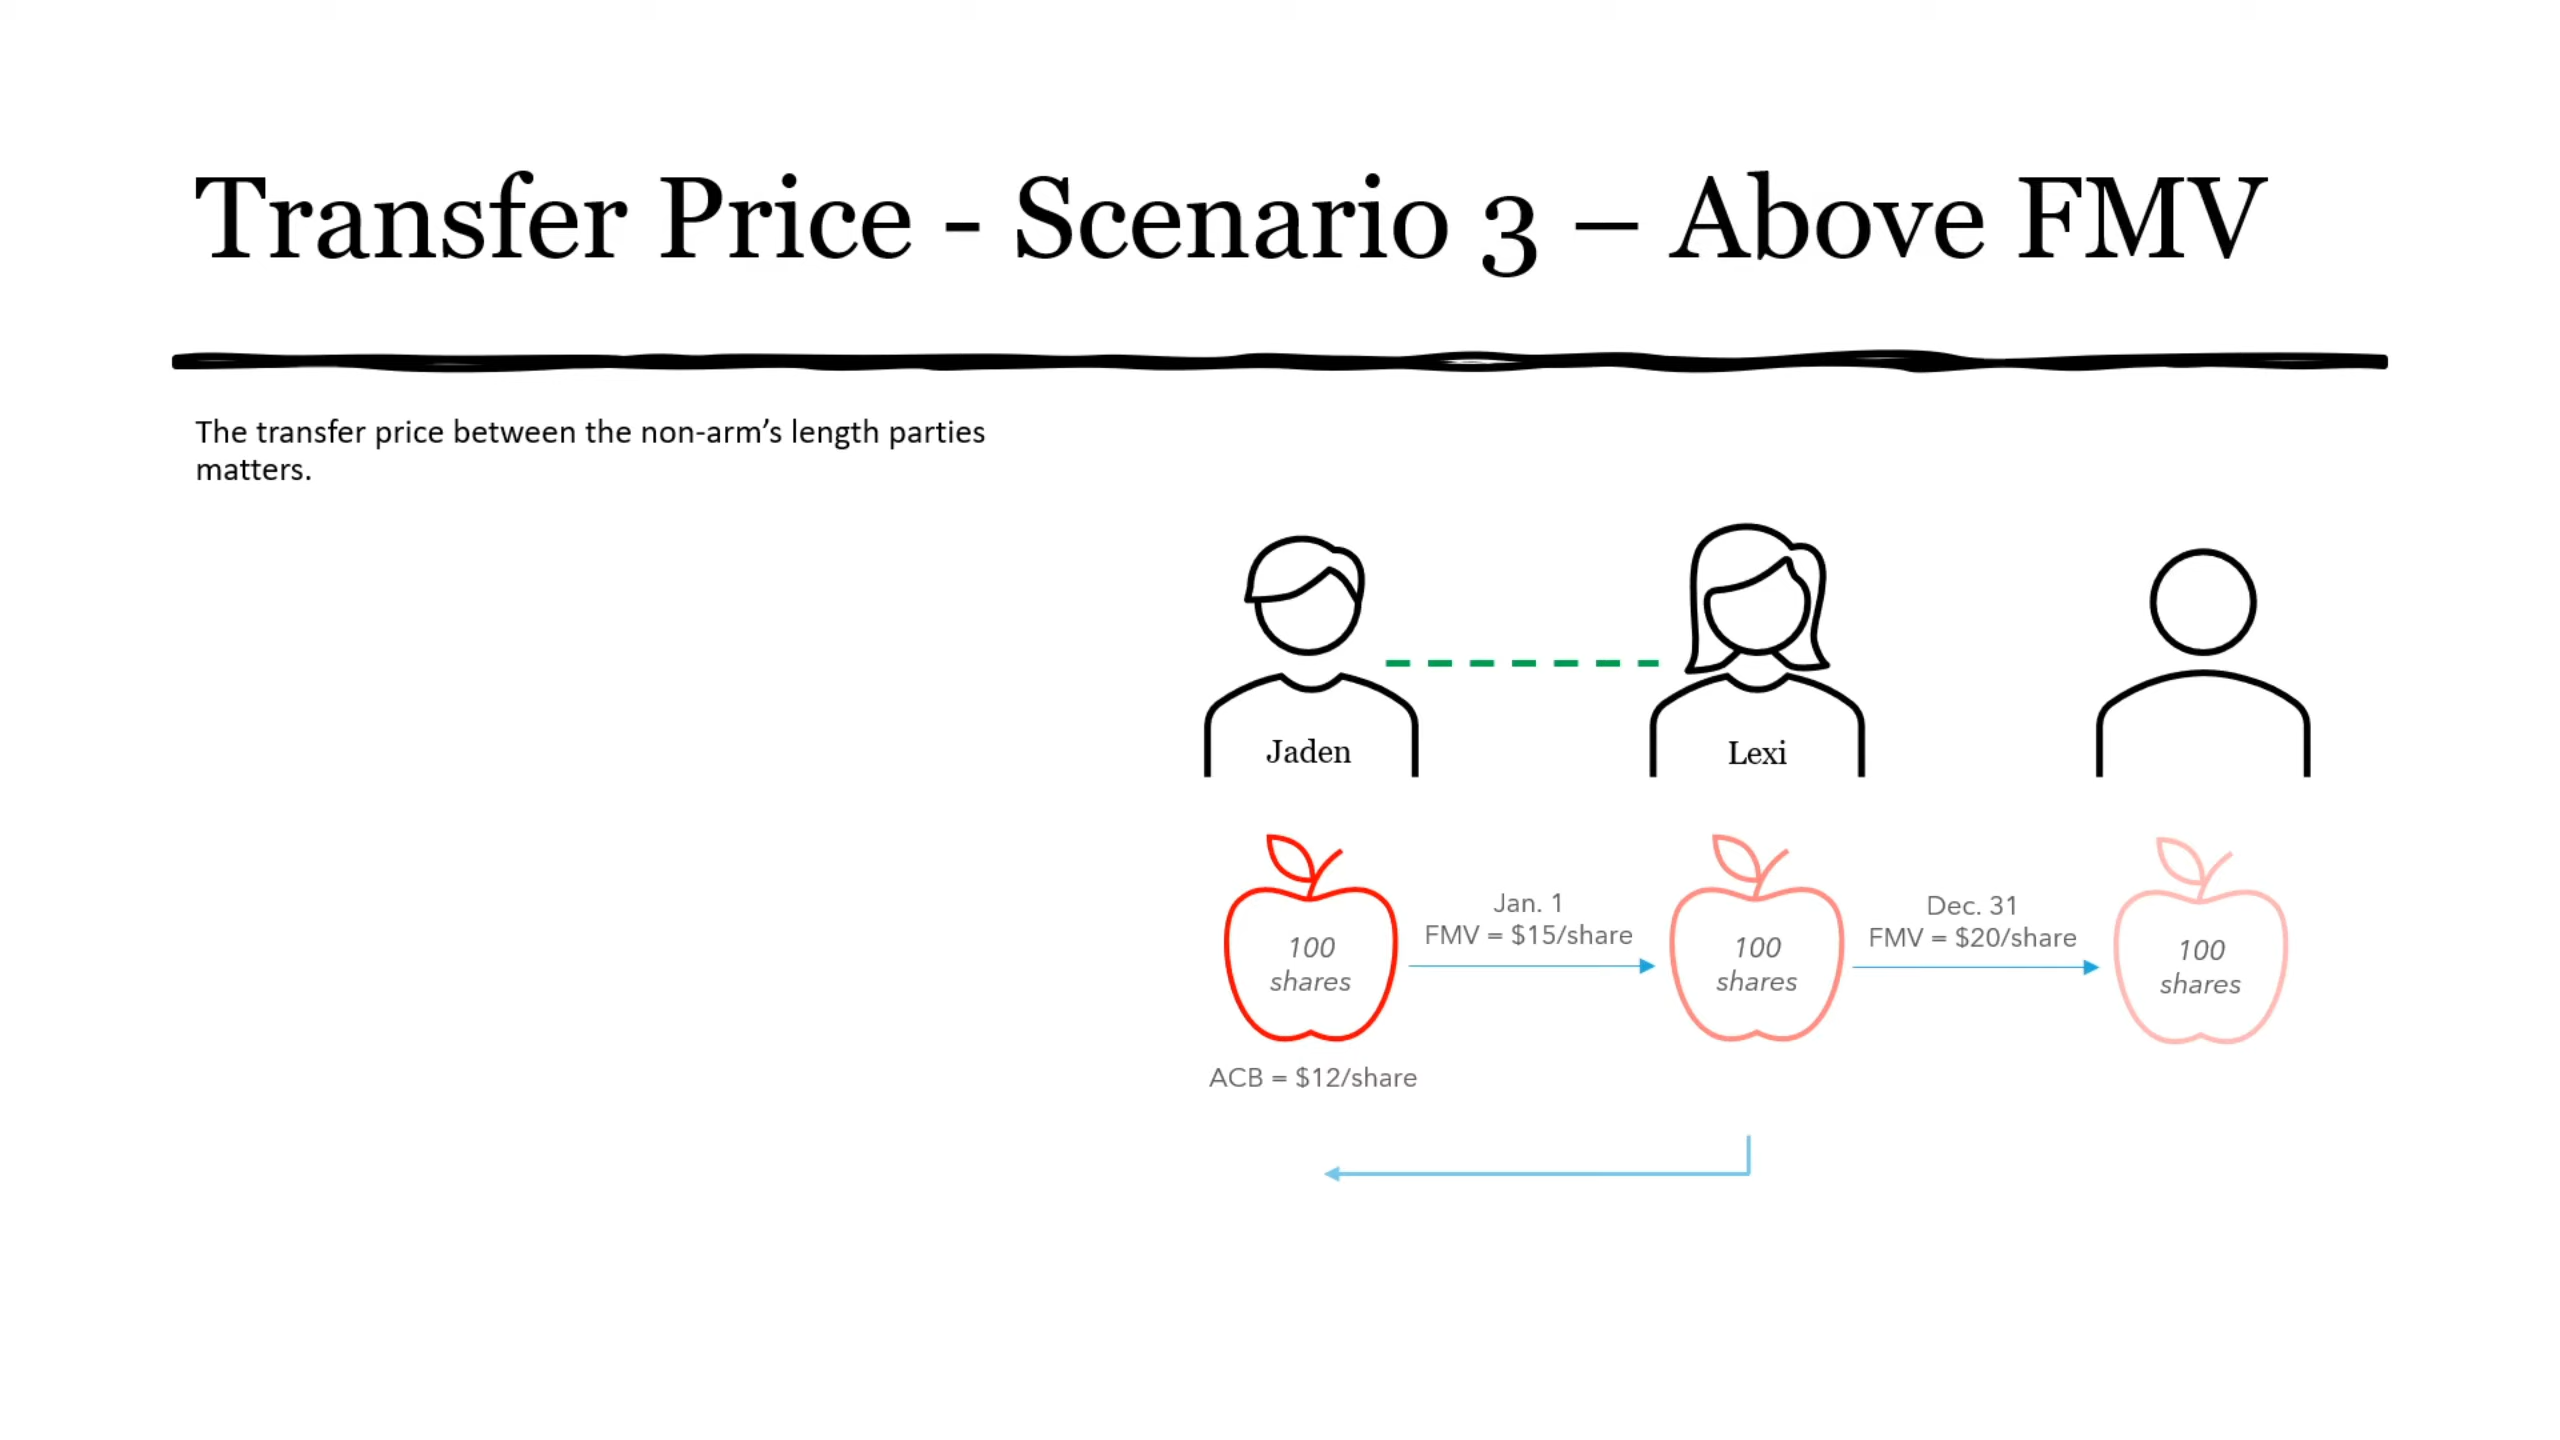 Transfer Price - Scenario 3 – Above FMV
The transfer price between the non-arm’s length parties
matters.
Jaden
Lexi
100
shares
Jan. 1
FMV = $15/share
100
shares
Dec. 31
FMV = $20/share
100
shares
ACB = $12/share